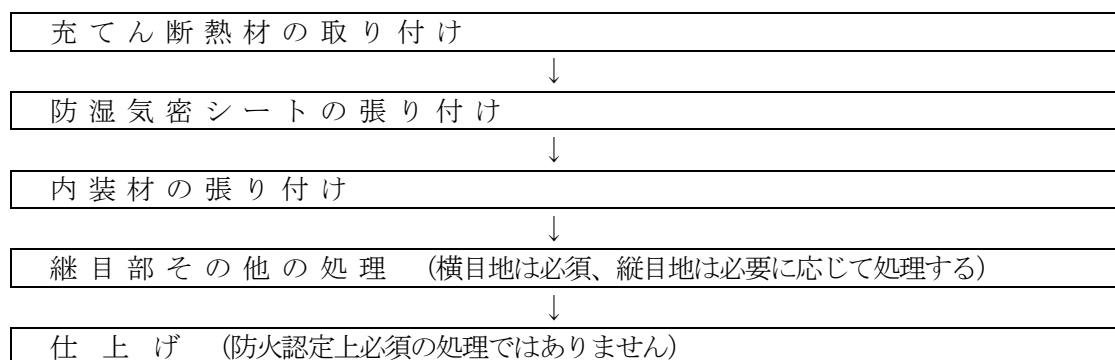 充てん断熱材の取り付け
↓
防湿気密シートの張り付け
↓
内装材の張り付け
↓
継目部その他の処理 (横目地は必須、縦目地は必要に応じて処理する)
↓
仕上げ (防火認定上必須の処理ではありません)